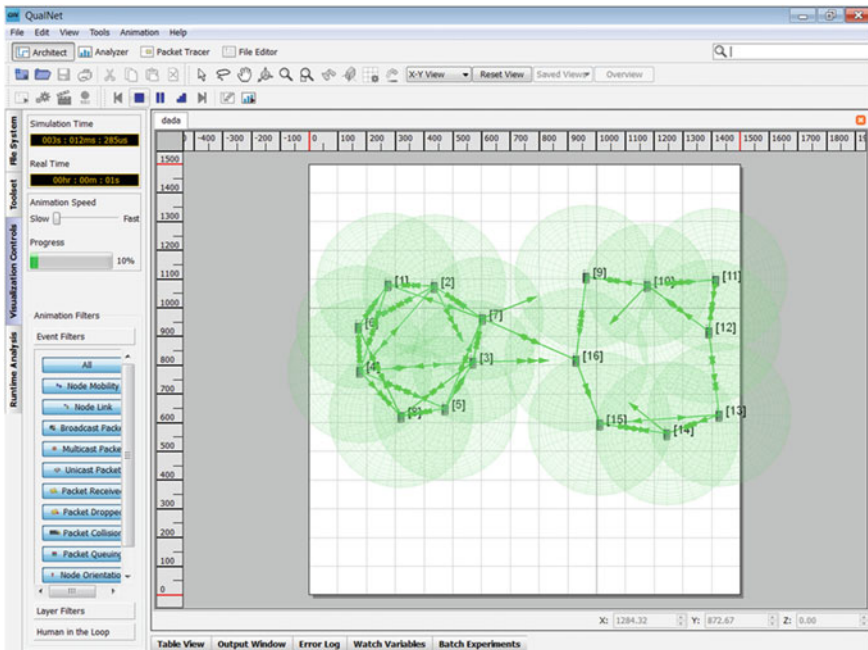 QualNet
File Edit View Tools Animation Help
Architect Analyzer Packet Tracer File Editor
X-Y View Reset View Saved Views Overview
File System
Toolset
Visualization Controls
Runtime Analysis
Simulation Time
003s : 012ms : 285us
Real Time
00hr : 00m : 01s
Animation Speed
Slow Fast
Progress
10%
Animation Filters
Event Filters
All
Node Mobility
Node Link
Broadcast Packe
Multicast Packe
Unicast Packet
Packet Received
Packet Dropped
Packet Collision
Packet Queuing
Node Orientatio
Layer Filters
Human in the Loop
dada
-400 -300 -200 -100 0 100 200 300 400 500 600 700 800 900 1000 1100 1200 1300 1400 1500 1600 1700 1800
1500
1400
1300
1200
1100
1000
900
800
700
600
500
400
300
200
100
0
[1] [2] [9] [10] [11]
[6] [7] [12]
[4] [3] [16]
[5] [15] [14] [13]
X: 1284.32 Y: 872.67 Z: 0.00
Table View Output Window Error Log Watch Variables Batch Experiments